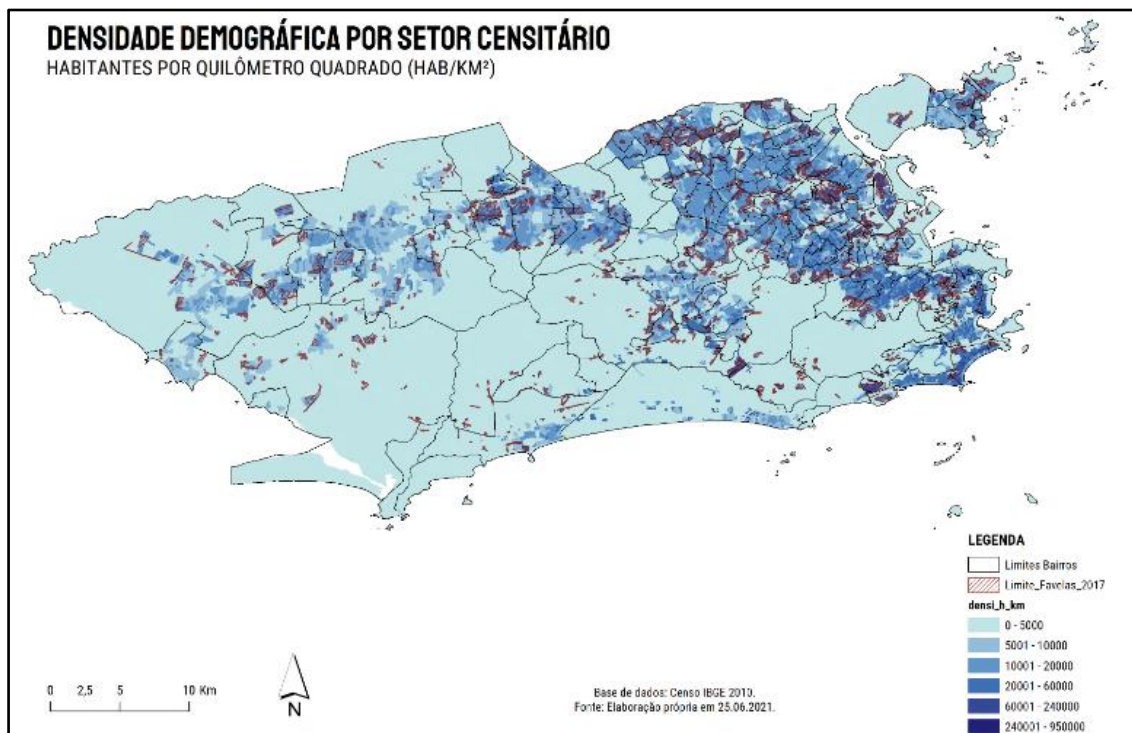 DENSIDADE DEMOGRÁFICA POR SETOR CENSITÁRIO
HABITANTES POR QUILÔMETRO QUADRADO (HAB/KM²)
LEGENDA
Limites Bairros
Limite_Favelas_2017
densi_h_km
0 - 5000
5001 - 10000
10001 - 20000
20001 - 60000
60001 - 240000
240001 - 950000
0 2,5 5 10 Km
N
Base de dados: Censo IBGE 2010.
Fonte: Elaboração própria em 25.06.2021.